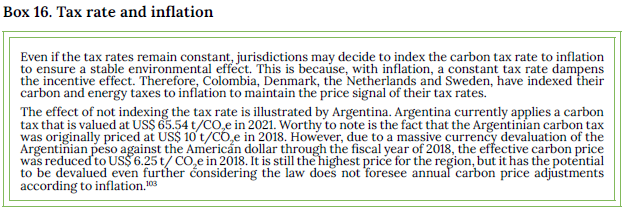 Box 16. Tax rate and inflation
Even if the tax rates remain constant, jurisdictions may decide to index the carbon tax rate to inflation
to ensure a stable environmental effect. This is because, with inflation, a constant tax rate dampens
the incentive effect. Therefore, Colombia, Denmark, the Netherlands and Sweden, have indexed their
carbon and energy taxes to inflation to maintain the price signal of their tax rates.
The effect of not indexing the tax rate is illustrated by Argentina. Argentina currently applies a carbon
tax that is valued at US$ 65.54 t/CO₂e in 2021. Worthy to note is the fact that the Argentinian carbon tax
was originally priced at US$ 10 t/CO₂e in 2018. However, due to a massive currency devaluation of the
Argentinian peso against the American dollar through the fiscal year of 2018, the effective carbon price
was reduced to US$ 6.25 t/ CO₂e in 2018. It is still the highest price for the region, but it has the potential
to be devalued even further considering the law does not foresee annual carbon price adjustments
according to inflation.¹⁰³